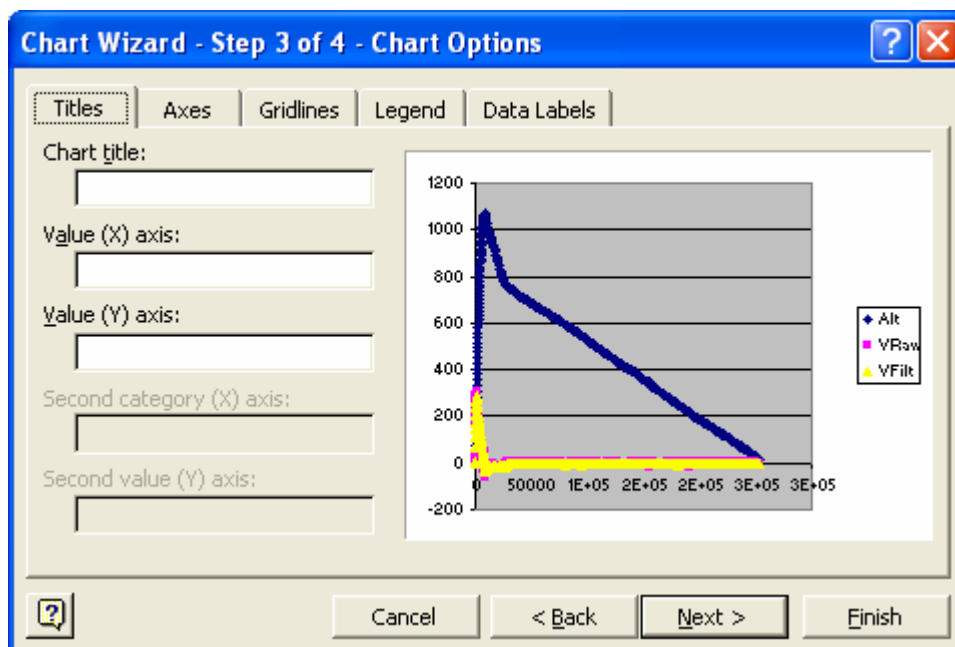 Chart Wizard - Step 3 of 4 - Chart Options
Titles Axes Gridlines Legend Data Labels
Chart title:
Value (X) axis:
Value (Y) axis:
Second category (X) axis:
Second value (Y) axis:
1200
1000
800
600
400
200
0
-200
0 50000 1E+05 2E+05 2E+05 3E+05 3E+05
Alt
VRaw
VFilt
Cancel < Back Next > Finish